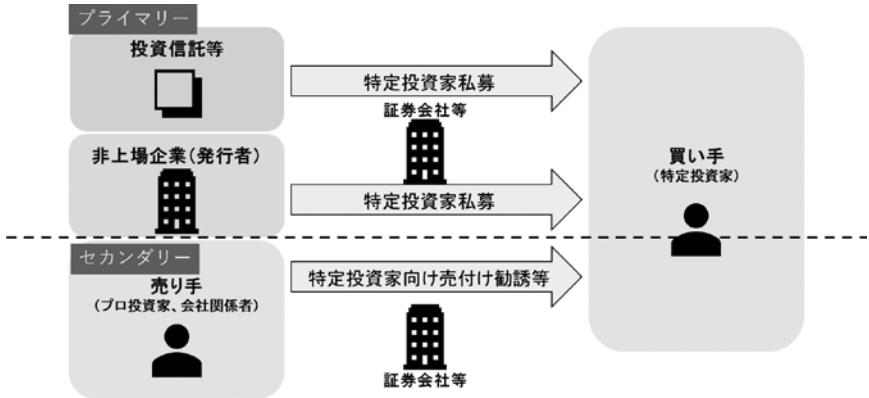 プライマリー
投資信託等
特定投資家私募
証券会社等
非上場企業(発行者)
特定投資家私募
買い手
(特定投資家)
セカンダリー
売り手
(プロ投資家、会社関係者)
特定投資家向け売付け勧誘等
証券会社等